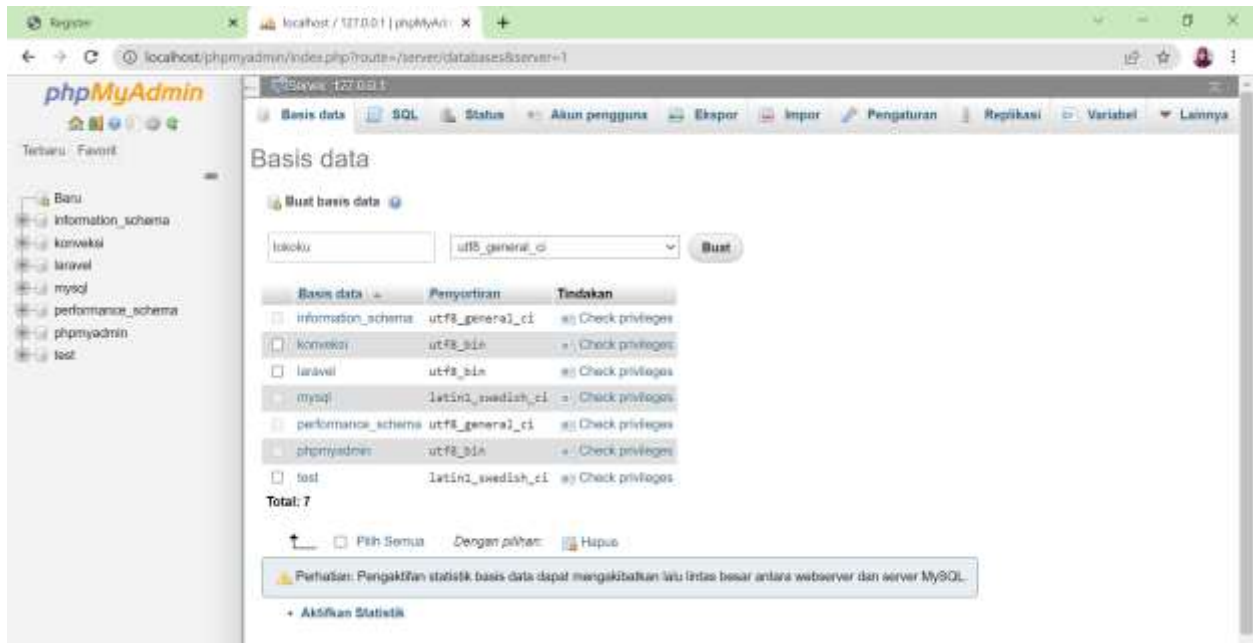 Register
localhost / 127.0.0.1 | phpMyAdmin
localhost/phpmyadmin/index.php?route=/server/databases&server=1
phpMyAdmin
Terbaru Favorit
Baru
information_schema
konveksi
laravel
mysql
performance_schema
phpmyadmin
test
Server: 127.0.0.1
Basis data SQL Status Akun pengguna Ekspor Impor Pengaturan Replikasi Variabel Lainnya
Basis data
Buat basis data
tokoku utf8_general_ci Buat
Basis data Penyortiran Tindakan
information_schema utf8_general_ci Check privileges
konveksi utf8_bin Check privileges
laravel utf8_bin Check privileges
mysql latin1_swedish_ci Check privileges
performance_schema utf8_general_ci Check privileges
phpmyadmin utf8_bin Check privileges
test latin1_swedish_ci Check privileges
Total: 7
Pilih Semua Dengan pilihan: Hapus
Perhatian: Pengaktifan statistik basis data dapat mengakibatkan lalu lintas besar antara webserver dan server MySQL.
• Aktifkan Statistik